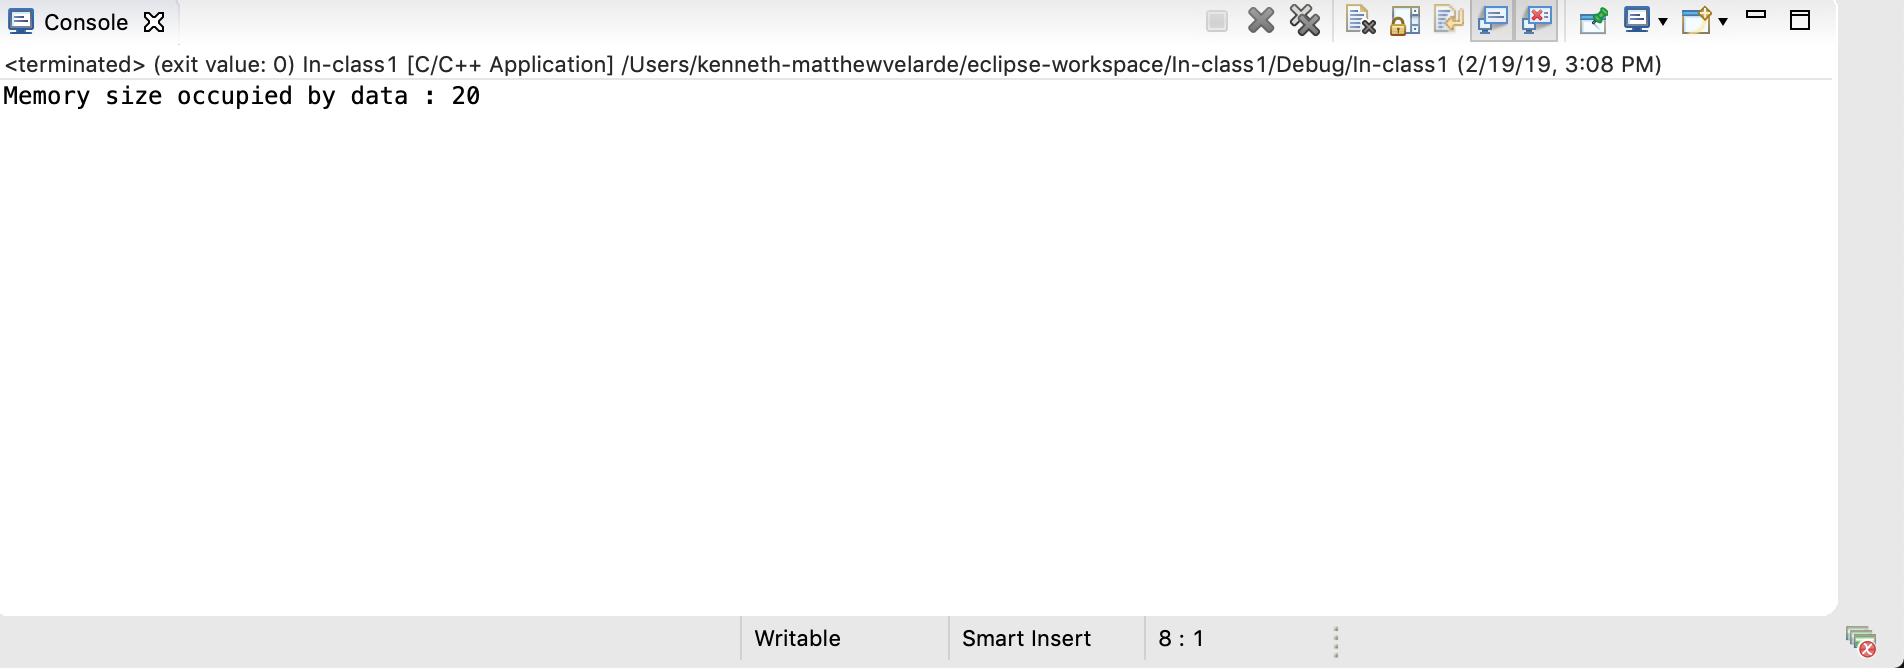 Console
<terminated> (exit value: 0) In-class1 [C/C++ Application] /Users/kenneth-matthewvelarde/eclipse-workspace/In-class1/Debug/In-class1 (2/19/19, 3:08 PM)
Memory size occupied by data : 20
Writable Smart Insert 8 : 1